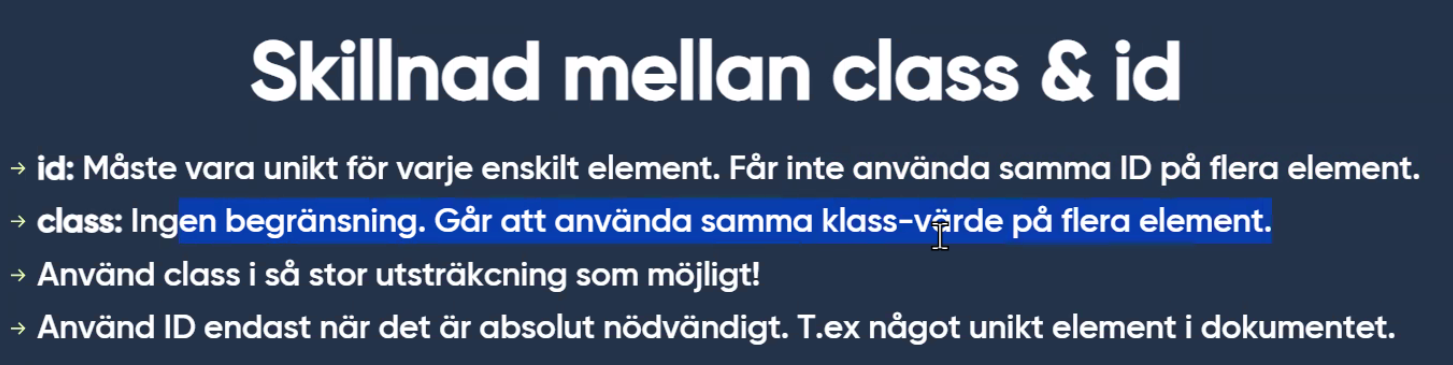 Skillnad mellan class & id
→ id: Måste vara unikt för varje enskilt element. Får inte använda samma ID på flera element.
→ class: Ingen begränsning. Går att använda samma klass-värde på flera element.
→ Använd class i så stor utsträkcning som möjligt!
→ Använd ID endast när det är absolut nödvändigt. T.ex något unikt element i dokumentet.